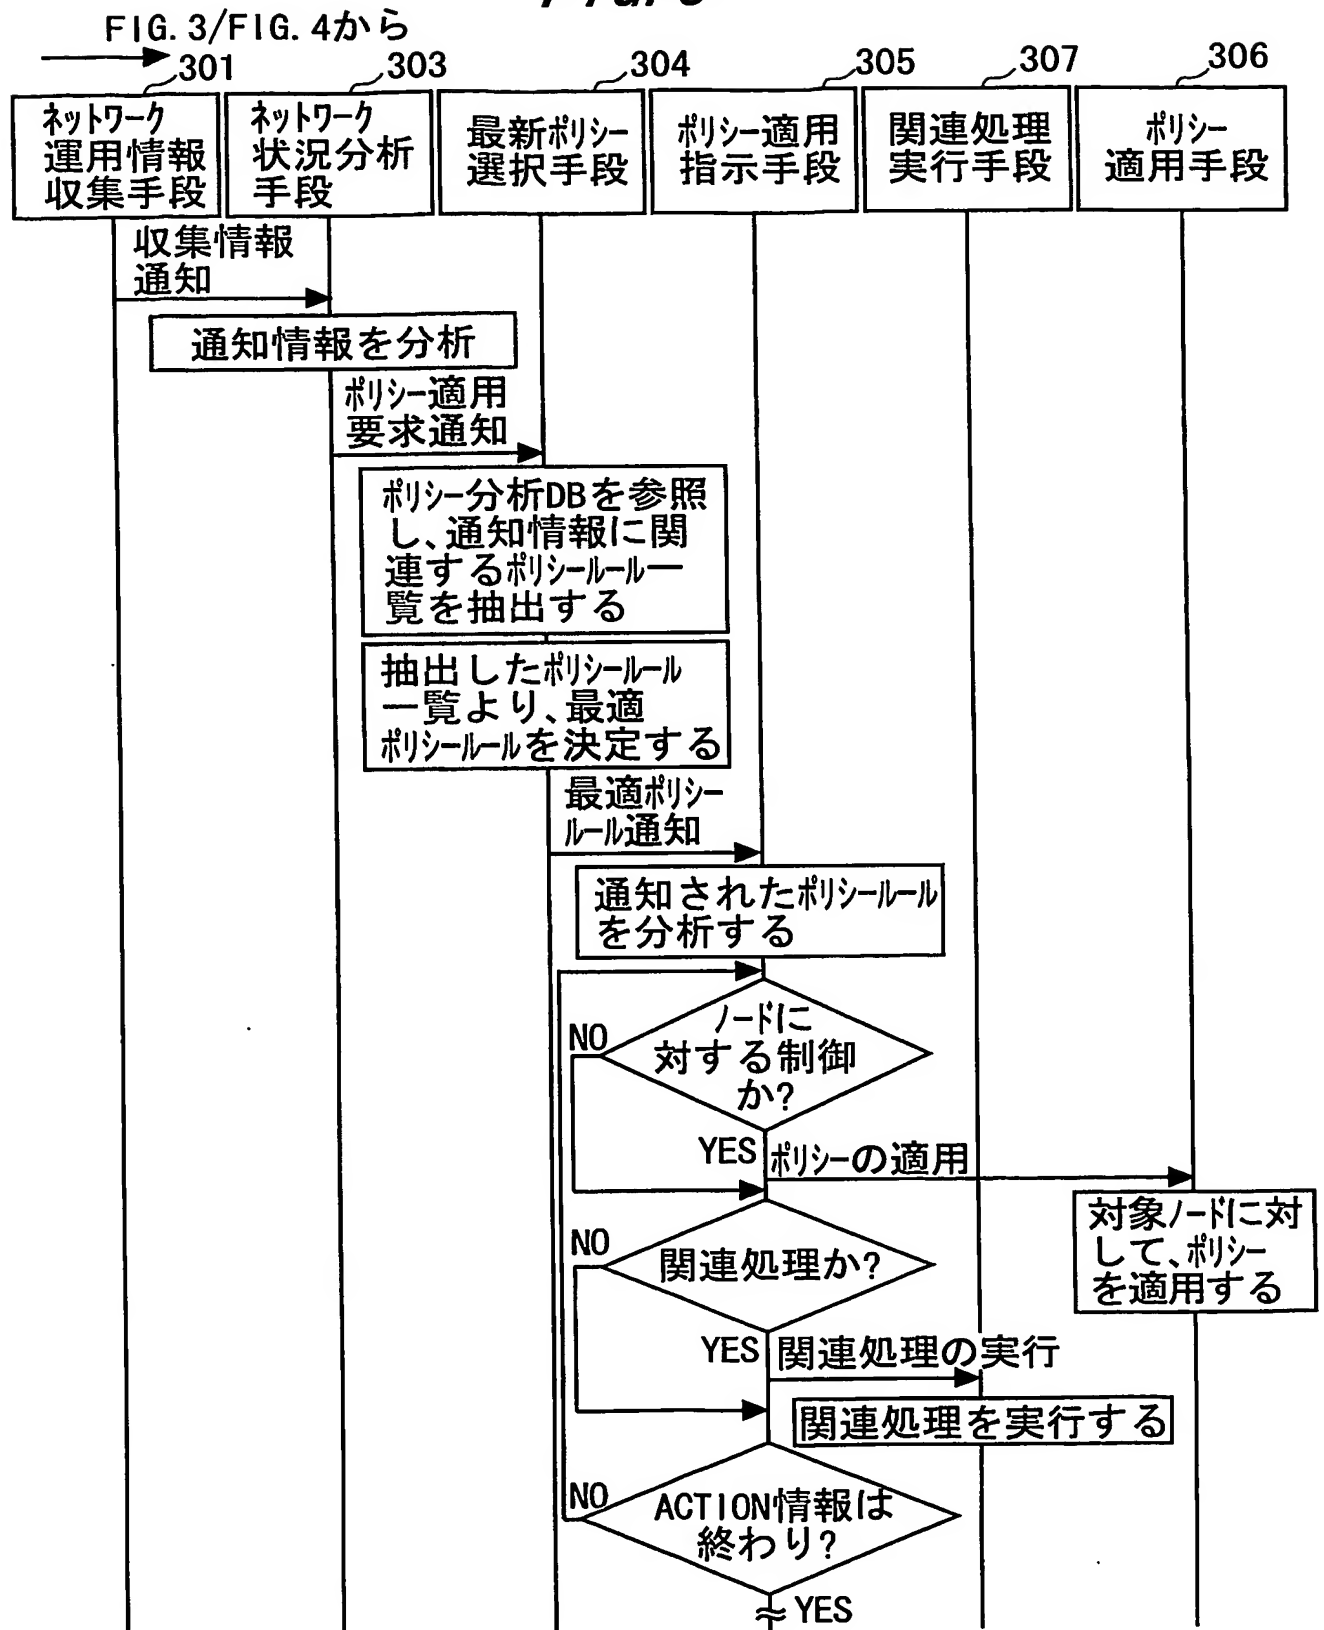 FIG. 3/FIG. 4から
301
303
304
305
307
306
ネットワーク
運用情報
収集手段
ネットワーク
状況分析
手段
最新ポリシー
選択手段
ポリシー適用
指示手段
関連処理
実行手段
ポリシー
適用手段
収集情報
通知
通知情報を分析
ポリシー適用
要求通知
ポリシー分析DBを参照
し、通知情報に関
連するポリシールール一
覧を抽出する
抽出したポリシールール
一覧より、最適
ポリシールールを決定する
最適ポリシー
ルール通知
通知されたポリシールール
を分析する
ノードに
対する制御
か?
NO
YES
ポリシーの適用
対象ノードに対
して、ポリシー
を適用する
関連処理か?
NO
YES
関連処理の実行
関連処理を実行する
ACTION情報は
終わり?
NO
YES